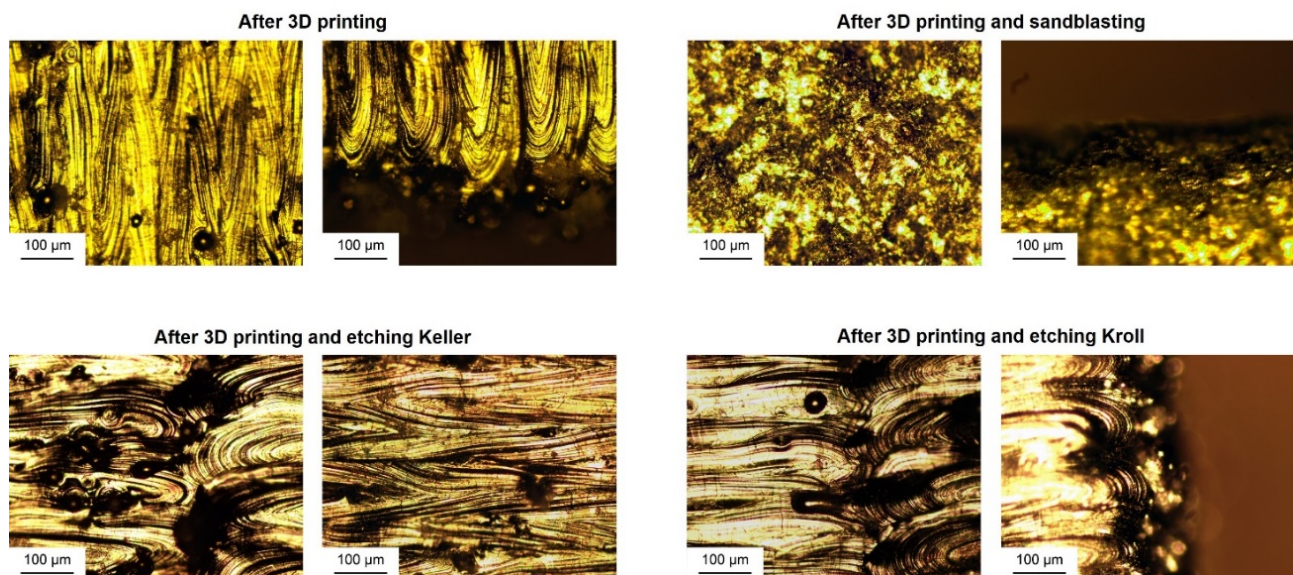 After 3D printing
After 3D printing and sandblasting
100 µm
100 µm
100 µm
100 µm
After 3D printing and etching Keller
After 3D printing and etching Kroll
100 µm
100 µm
100 µm
100 µm